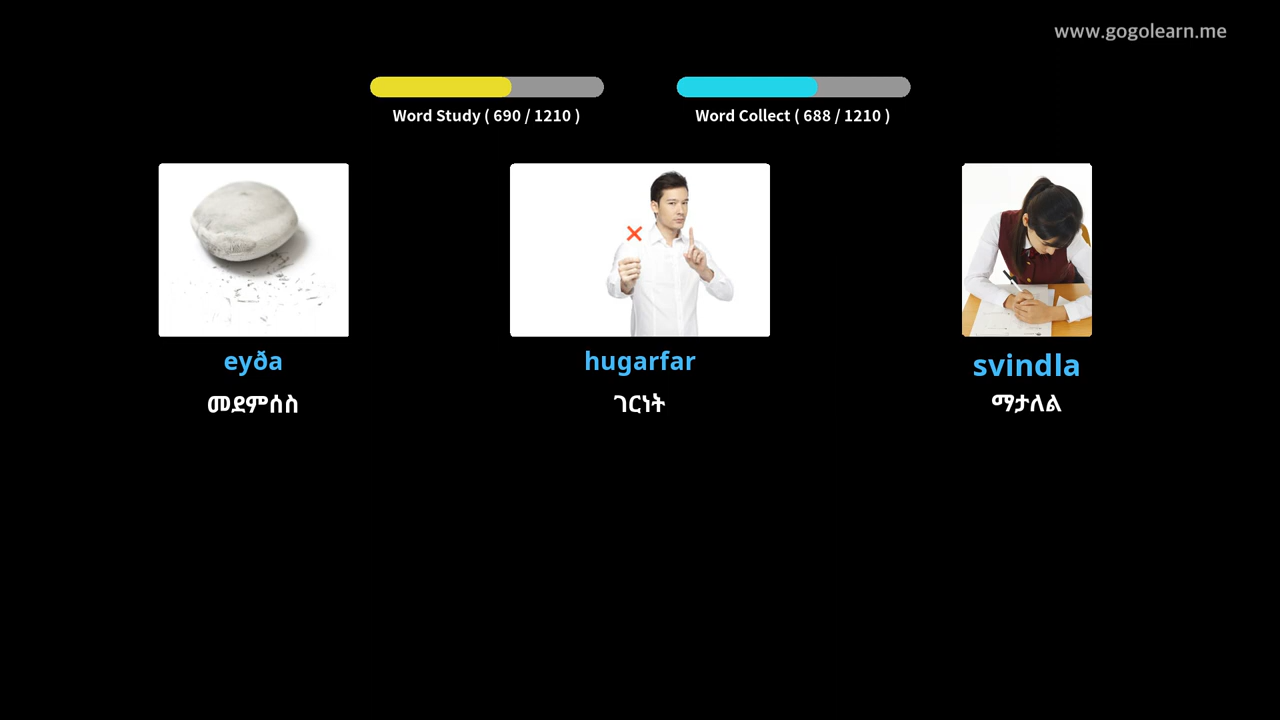 www.gogolearn.me
Word Study ( 690 / 1210 )
Word Collect ( 688 / 1210 )
eyða
hugarfar
svindla
መደምሰስ
ገርነት
ማታለል